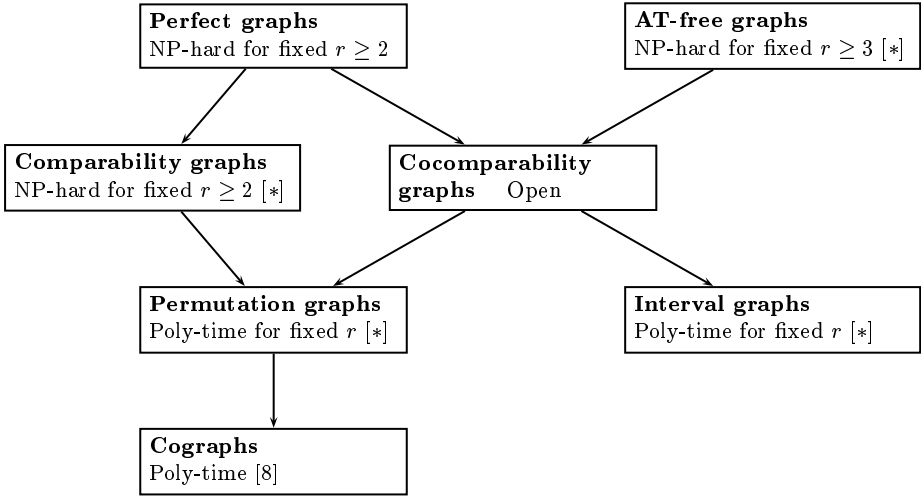 Perfect graphs
NP-hard for fixed r ≥ 2
AT-free graphs
NP-hard for fixed r ≥ 3 [*]
Comparability graphs
NP-hard for fixed r ≥ 2 [*]
Cocomparability
graphs Open
Permutation graphs
Poly-time for fixed r [*]
Interval graphs
Poly-time for fixed r [*]
Cographs
Poly-time [8]